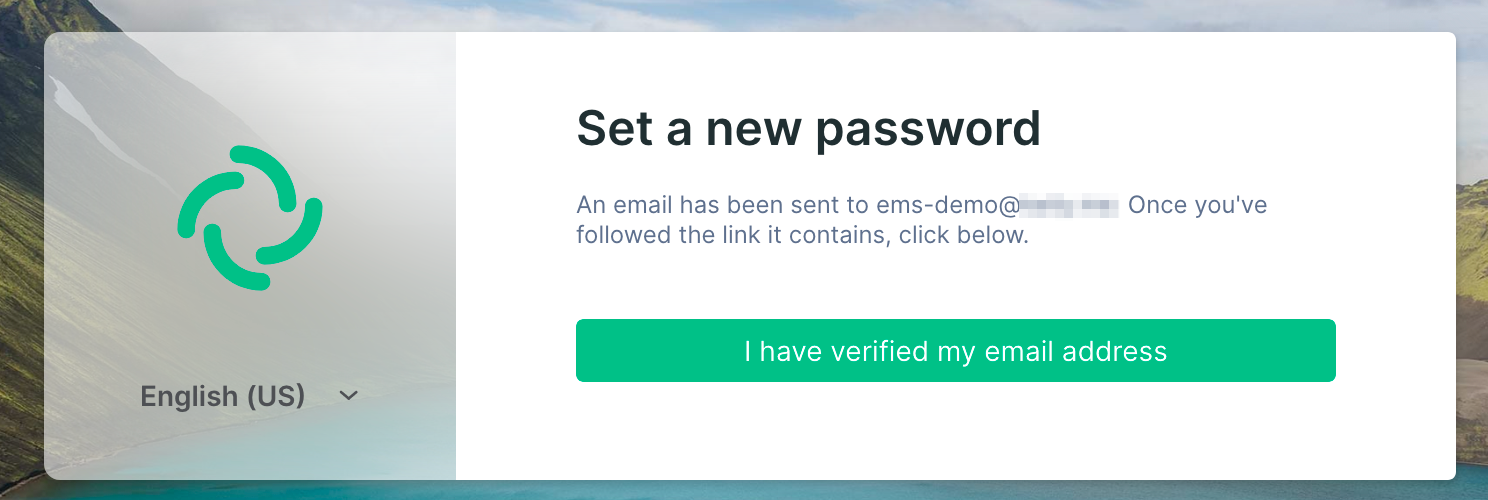 Set a new password
An email has been sent to ems-demo@ Once you've
followed the link it contains, click below.
I have verified my email address
English (US)